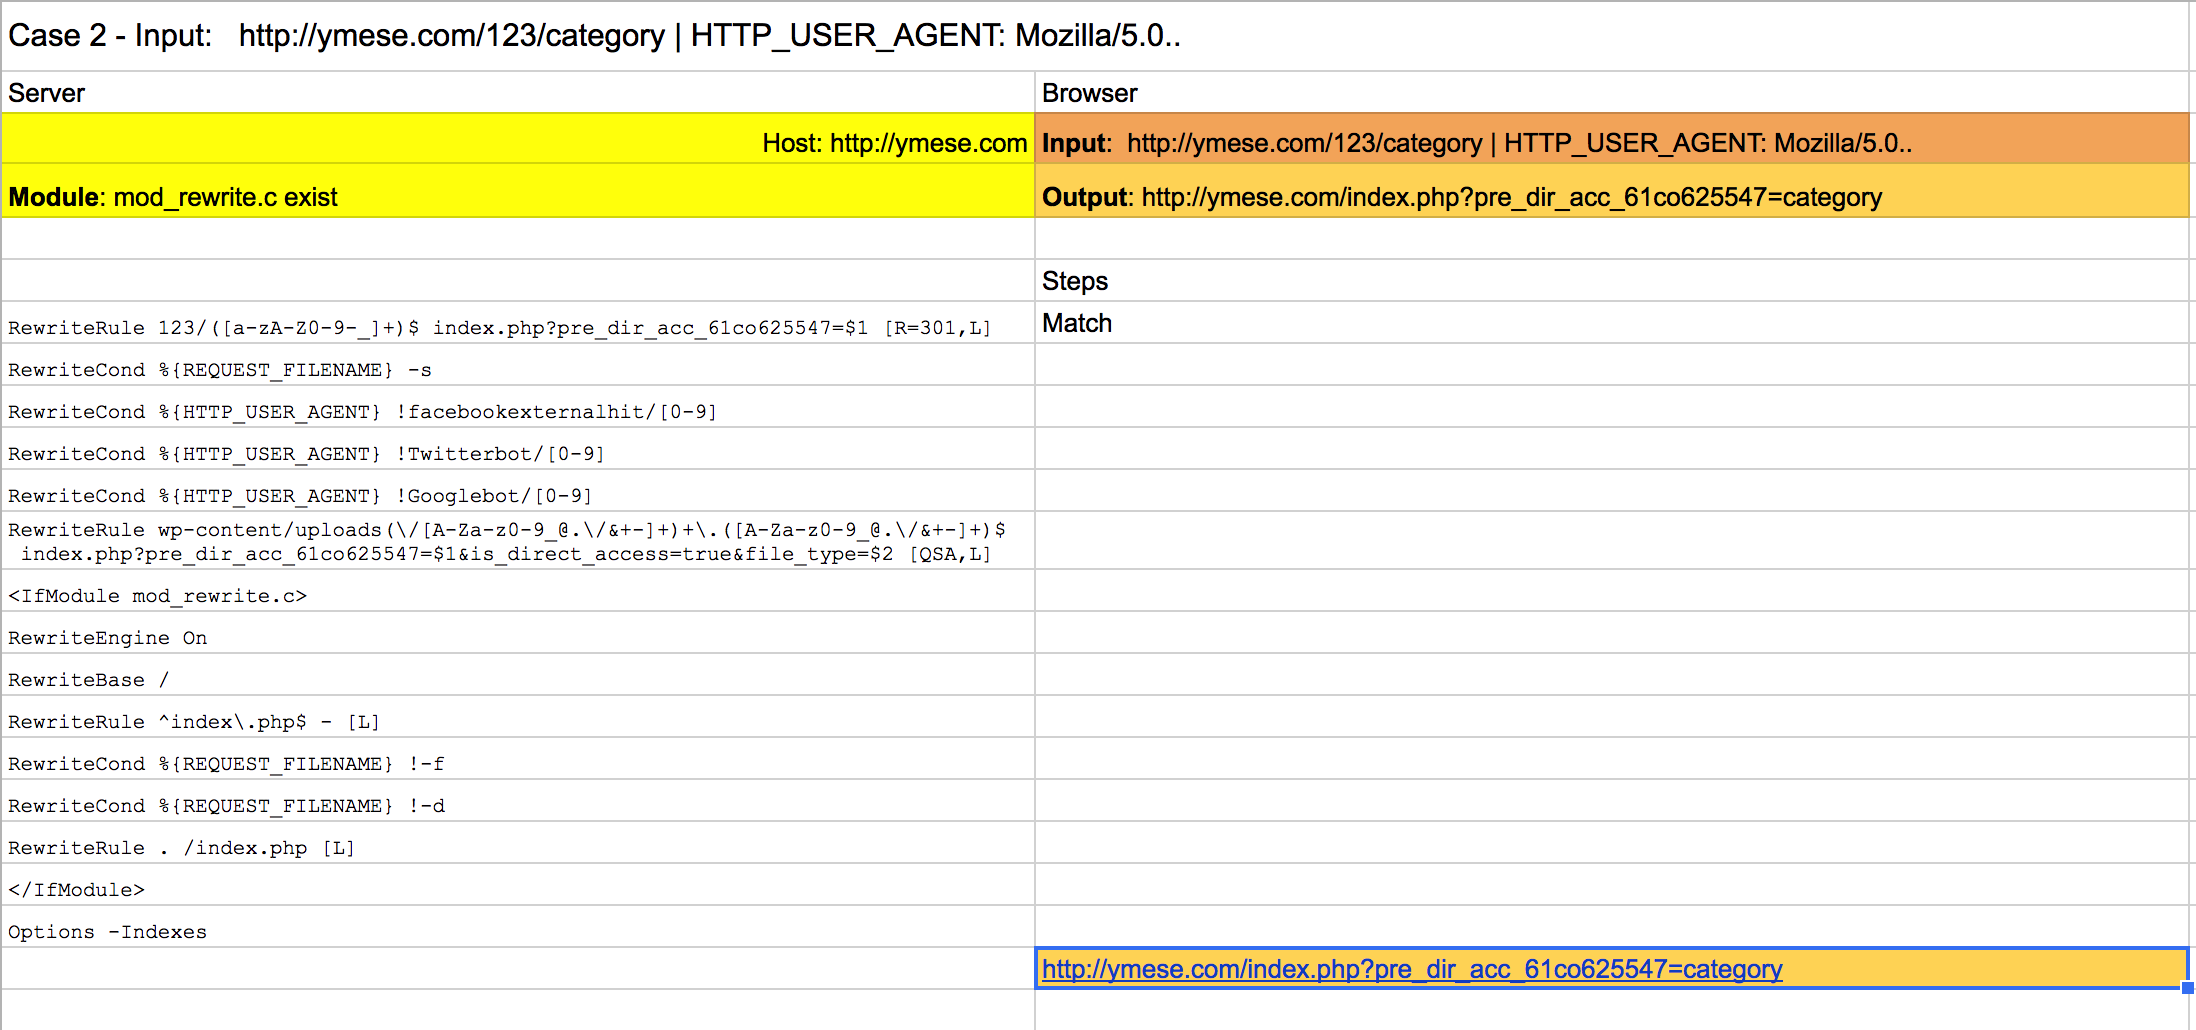 Case 2 - Input: http://ymese.com/123/category | HTTP_USER_AGENT: Mozilla/5.0..
Server Browser
Host: http://ymese.com Input: http://ymese.com/123/category | HTTP_USER_AGENT: Mozilla/5.0..
Module: mod_rewrite.c exist Output: http://ymese.com/index.php?pre_dir_acc_61co625547=category
Steps
RewriteRule 123/([a-zA-Z0-9-_]+)$ index.php?pre_dir_acc_61co625547=$1 [R=301,L] Match
RewriteCond %{REQUEST_FILENAME} -s
RewriteCond %{HTTP_USER_AGENT} !facebookexternalhit/[0-9]
RewriteCond %{HTTP_USER_AGENT} !Twitterbot/[0-9]
RewriteCond %{HTTP_USER_AGENT} !Googlebot/[0-9]
RewriteRule wp-content/uploads(\/[A-Za-z0-9_@.\/&+-]+)+\.([A-Za-z0-9_@.\/&+-]+)$
index.php?pre_dir_acc_61co625547=$1&is_direct_access=true&file_type=$2 [QSA,L]
<IfModule mod_rewrite.c>
RewriteEngine On
RewriteBase /
RewriteRule ^index\.php$ - [L]
RewriteCond %{REQUEST_FILENAME} !-f
RewriteCond %{REQUEST_FILENAME} !-d
RewriteRule . /index.php [L]
</IfModule>
Options -Indexes
http://ymese.com/index.php?pre_dir_acc_61co625547=category